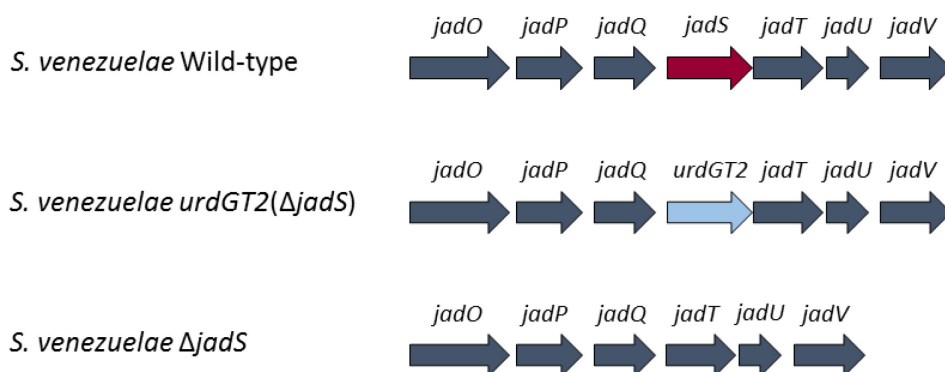 jadO jadP jadQ jadS jadT jadU jadV
S. venezuelae Wild-type
jadO jadP jadQ urdGT2 jadT jadU jadV
S. venezuelae urdGT2(ΔjadS)
jadO jadP jadQ jadT jadU jadV
S. venezuelae ΔjadS